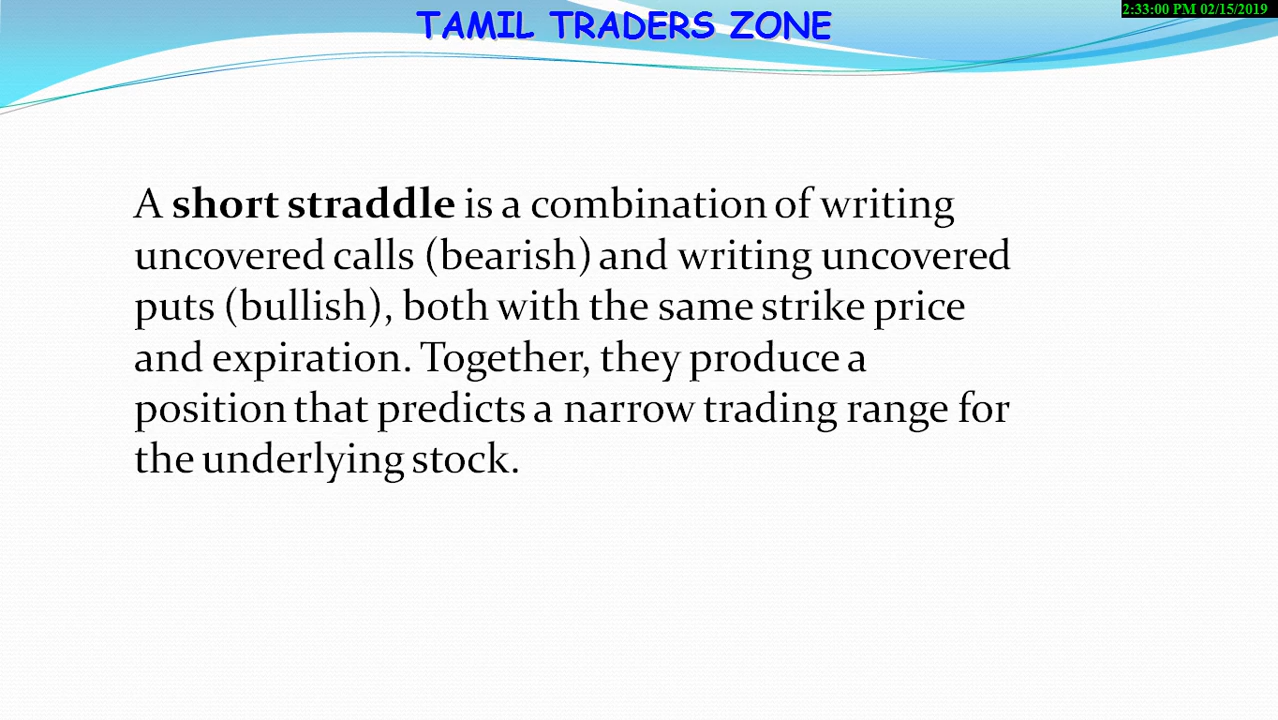 TAMIL TRADERS ZONE
2:33:00 PM 02/15/2019
A short straddle is a combination of writing
uncovered calls (bearish) and writing uncovered
puts (bullish), both with the same strike price
and expiration. Together, they produce a
position that predicts a narrow trading range for
the underlying stock.